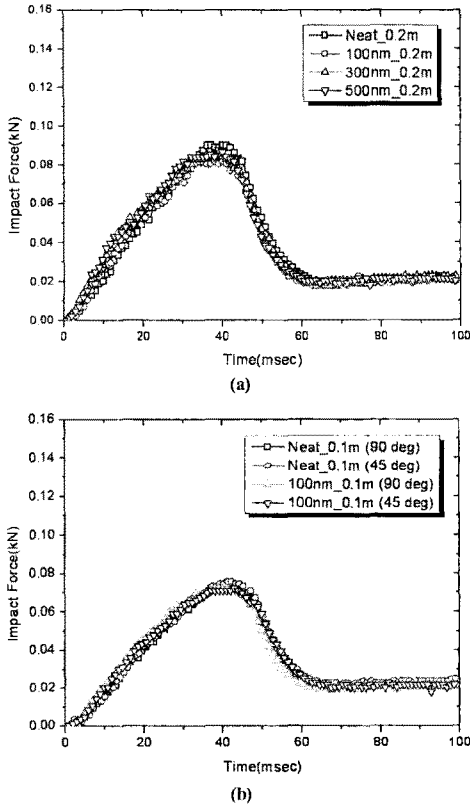 0.16
0.14
0.12
0.10
0.08
0.06
0.04
0.02
0.00
Impact Force(kN)
Neat_0.2m
100nm_0.2m
300nm_0.2m
500nm_0.2m
0 20 40 60 80 100
Time(msec)
(a)
0.16
0.14
0.12
0.10
0.08
0.06
0.04
0.02
0.00
Impact Force(kN)
Neat_0.1m (90 deg)
Neat_0.1m (45 deg)
100nm_0.1m (90 deg)
100nm_0.1m (45 deg)
0 20 40 60 80 100
Time(msec)
(b)